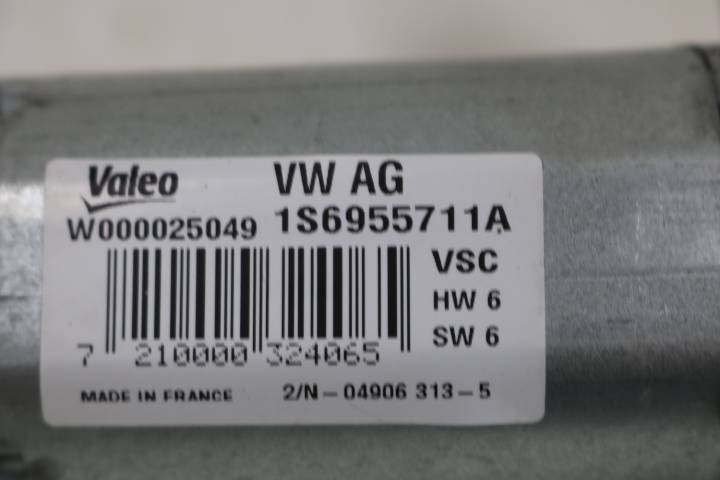 Valeo VW AG
W000025049 1S6955711A
VSC
HW 6
SW 6
7 210000 324065
MADE IN FRANCE 2/N-04906 313-5